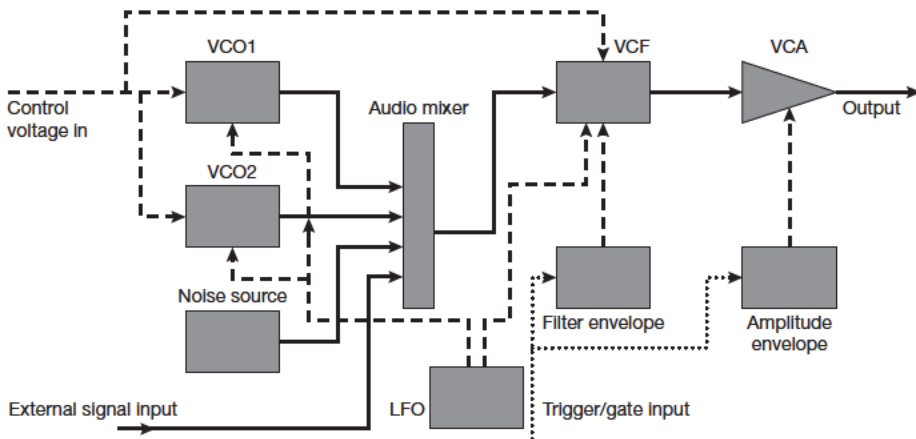 VCO1
VCF
VCA
Control
voltage in
Audio mixer
Output
VCO2
Noise source
Filter envelope
Amplitude
envelope
External signal input
LFO
Trigger/gate input